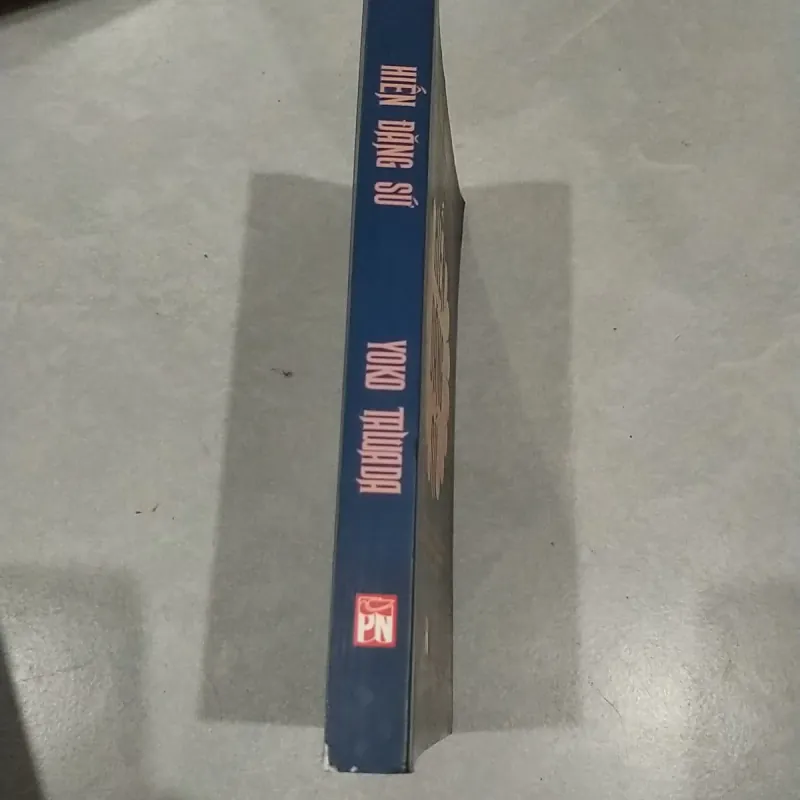 HIẾN ĐĂNG SỨ
YOKO TAWADA
PN